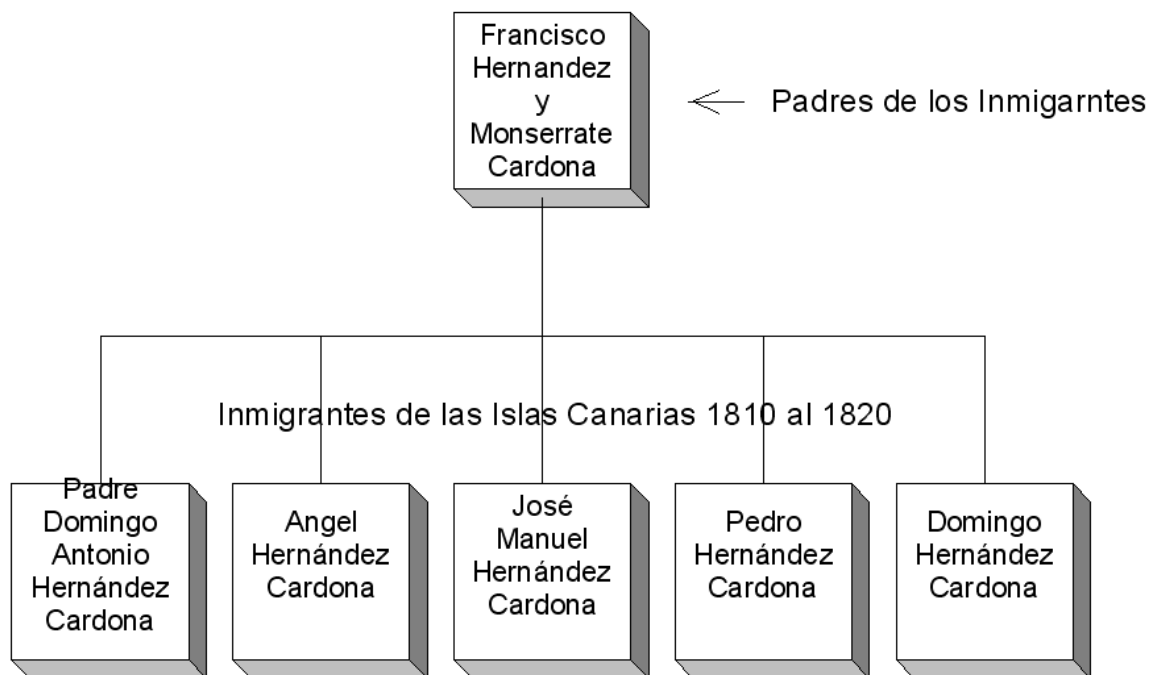 Francisco
Hernandez
y
Monserrate
Cardona
Padres de los Inmigarntes
Inmigrantes de las Islas Canarias 1810 al 1820
Padre
Domingo
Antonio
Hernández
Cardona
Angel
Hernández
Cardona
José
Manuel
Hernández
Cardona
Pedro
Hernández
Cardona
Domingo
Hernández
Cardona